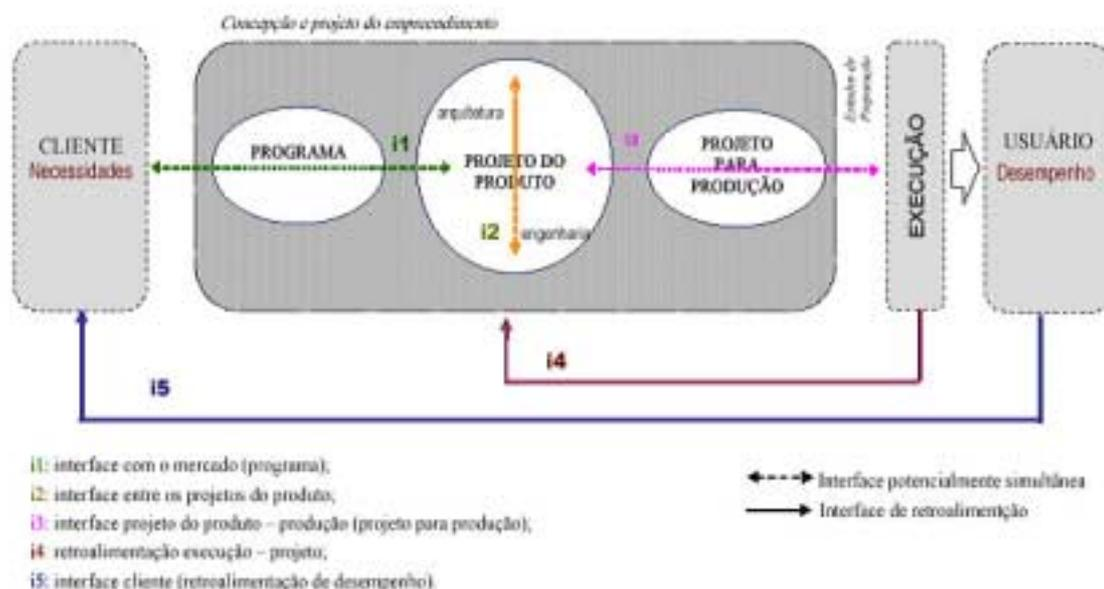 Concepção e projeto do empreendimento
CLIENTE
Necessidades
PROGRAMA
i1
arquitetura
PROJETO DO
PRODUTO
i2
engenharia
i3
PROJETO
PARA
PRODUÇÃO
Preparação
EXECUÇÃO
USUÁRIO
Desempenho
i4
i5
i1: interface com o mercado (programa);
i2: interface entre os projetos do produto;
i3: interface projeto do produto – produção (projeto para produção);
i4: retroalimentação execução – projeto;
i5: interface cliente (retroalimentação de desempenho).
Interface potencialmente simultânea
Interface de retroalimentção